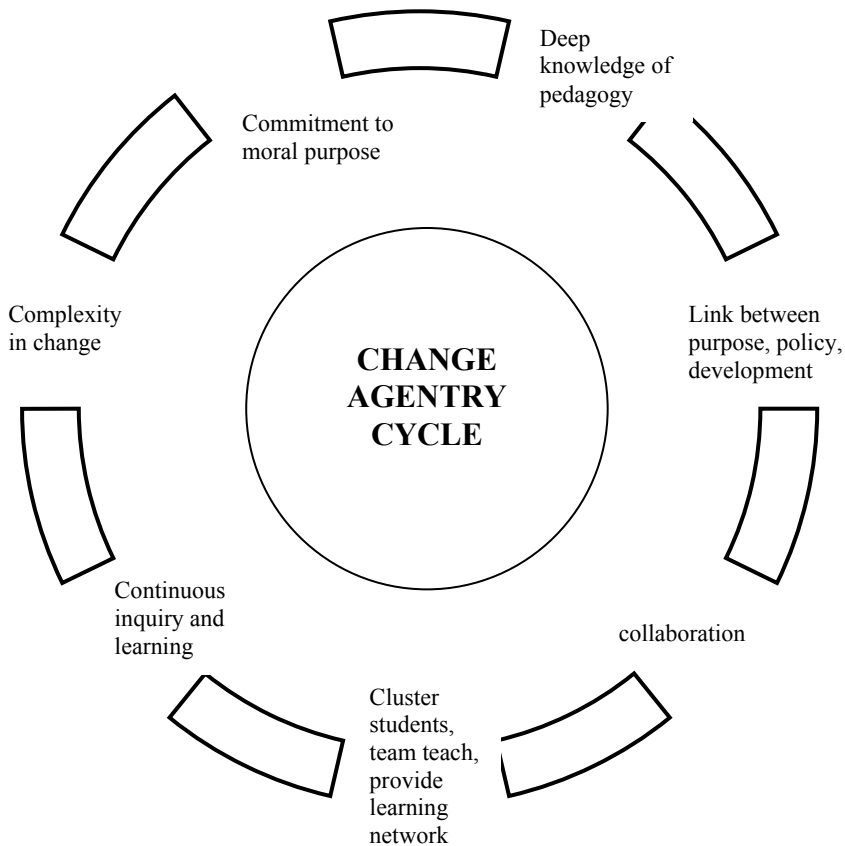 Deep
knowledge of
pedagogy
Commitment to
moral purpose
Complexity
in change
Link between
purpose, policy,
development
CHANGE
AGENTRY
CYCLE
Continuous
inquiry and
learning
collaboration
Cluster
students,
team teach,
provide
learning
network